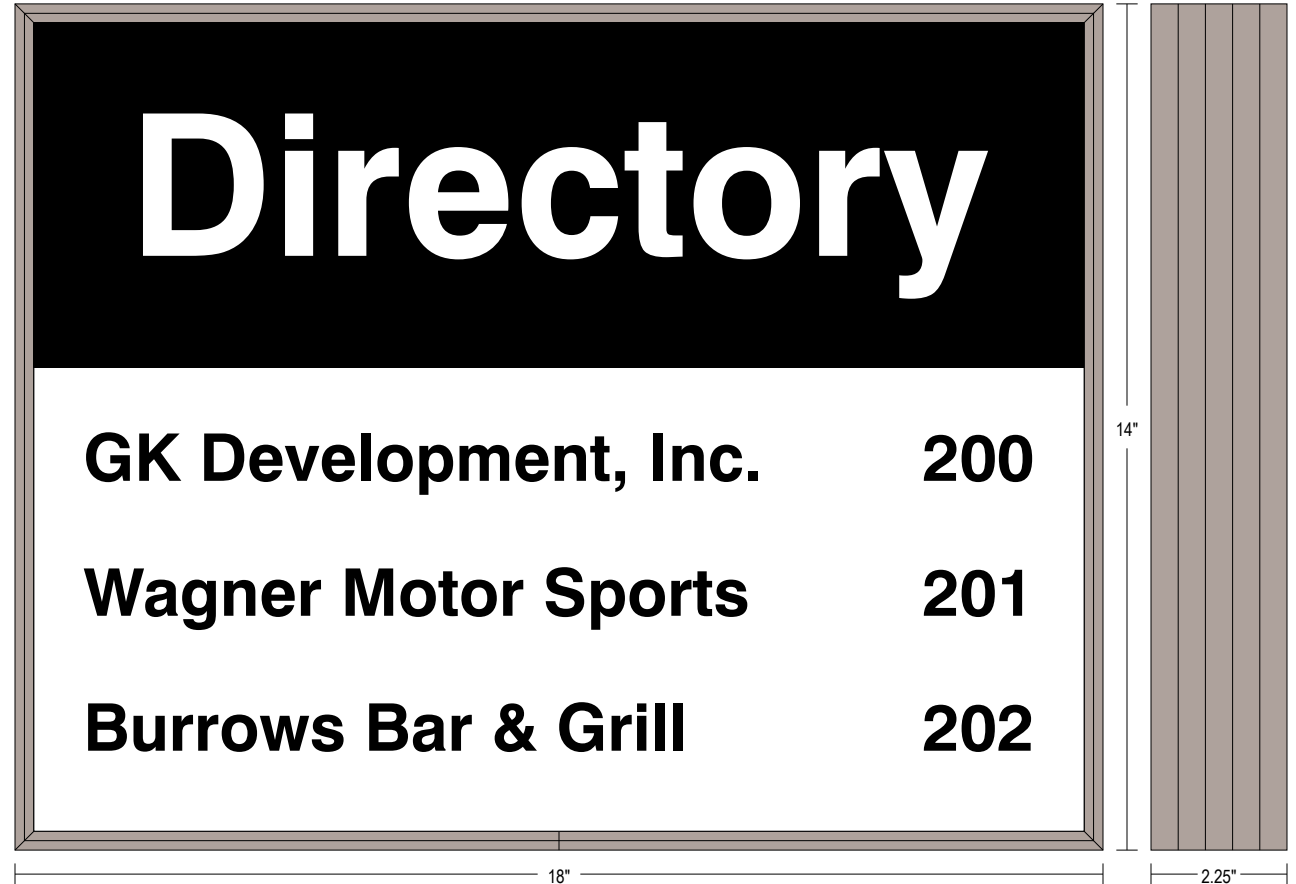 Directory
GK Development, Inc. 200
14"
Wagner Motor Sports 201
Burrows Bar & Grill 202
18"
2.25"